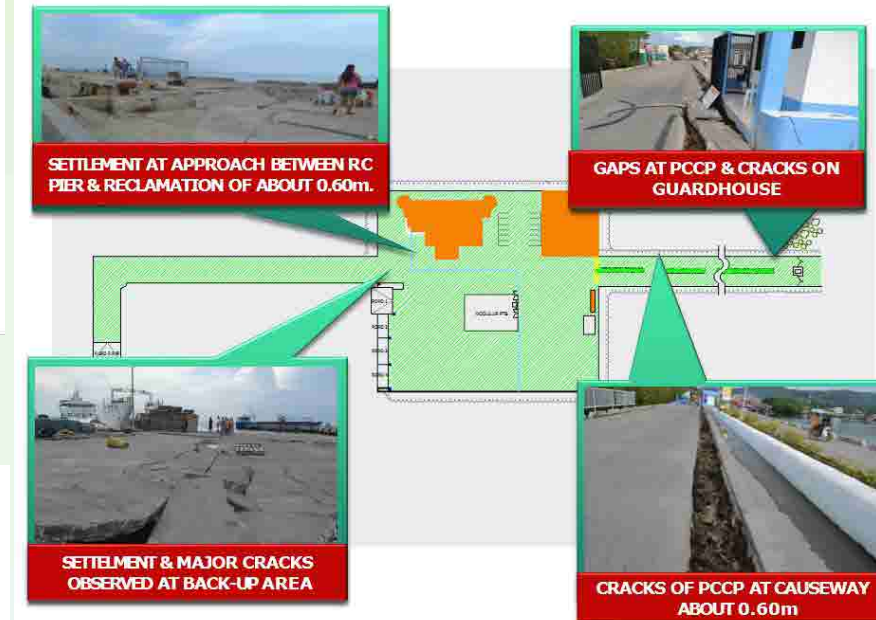 SETTLEMENT AT APPROACH BETWEEN RC
PIER & RECLAMATION OF ABOUT 0.60m.
GAPS AT PCCP & CRACKS ON
GUARDHOUSE
SETTELMENT & MAJOR CRACKS
OBSERVED AT BACK-UP AREA
CRACKS OF PCCP AT CAUSEWAY
ABOUT 0.60m